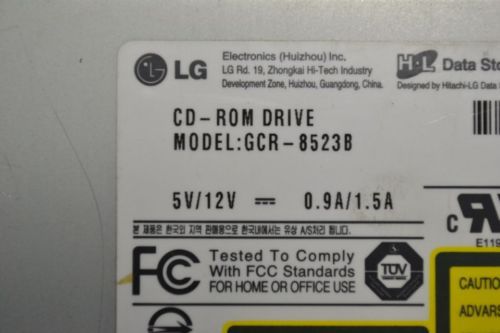 LG
Electronics (Huizhou) Inc.
LG Rd. 19, Zhongkai Hi-Tech Industry
Development Zone, Huizhou, Guangdong, China.
H·L Data Sto
Designed by Hitachi-LG Data
CD-ROM DRIVE
MODEL:GCR-8523B
5V/12V ⎓ 0.9A/1.5A
본 제품은 한국의 지역 판매용으로 한국내에서는 유상 A/S처리 됩니다.
FC
Tested To Comply
With FCC Standards
FOR HOME OR OFFICE USE
TÜV
c
E119
CAUTIO
ADVARS